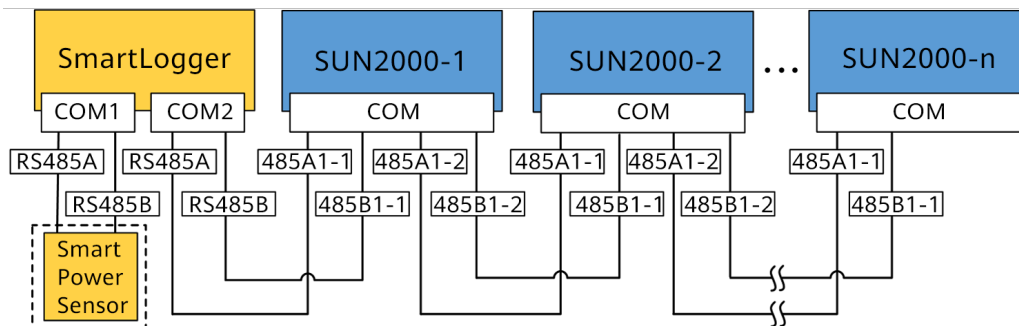 SmartLogger
SUN2000-1
SUN2000-2
...
SUN2000-n
COM1
COM2
COM
COM
COM
RS485A
RS485A
485A1-1
485A1-2
485A1-1
485A1-2
485A1-1
RS485B
RS485B
485B1-1
485B1-2
485B1-1
485B1-2
485B1-1
Smart
Power
Sensor